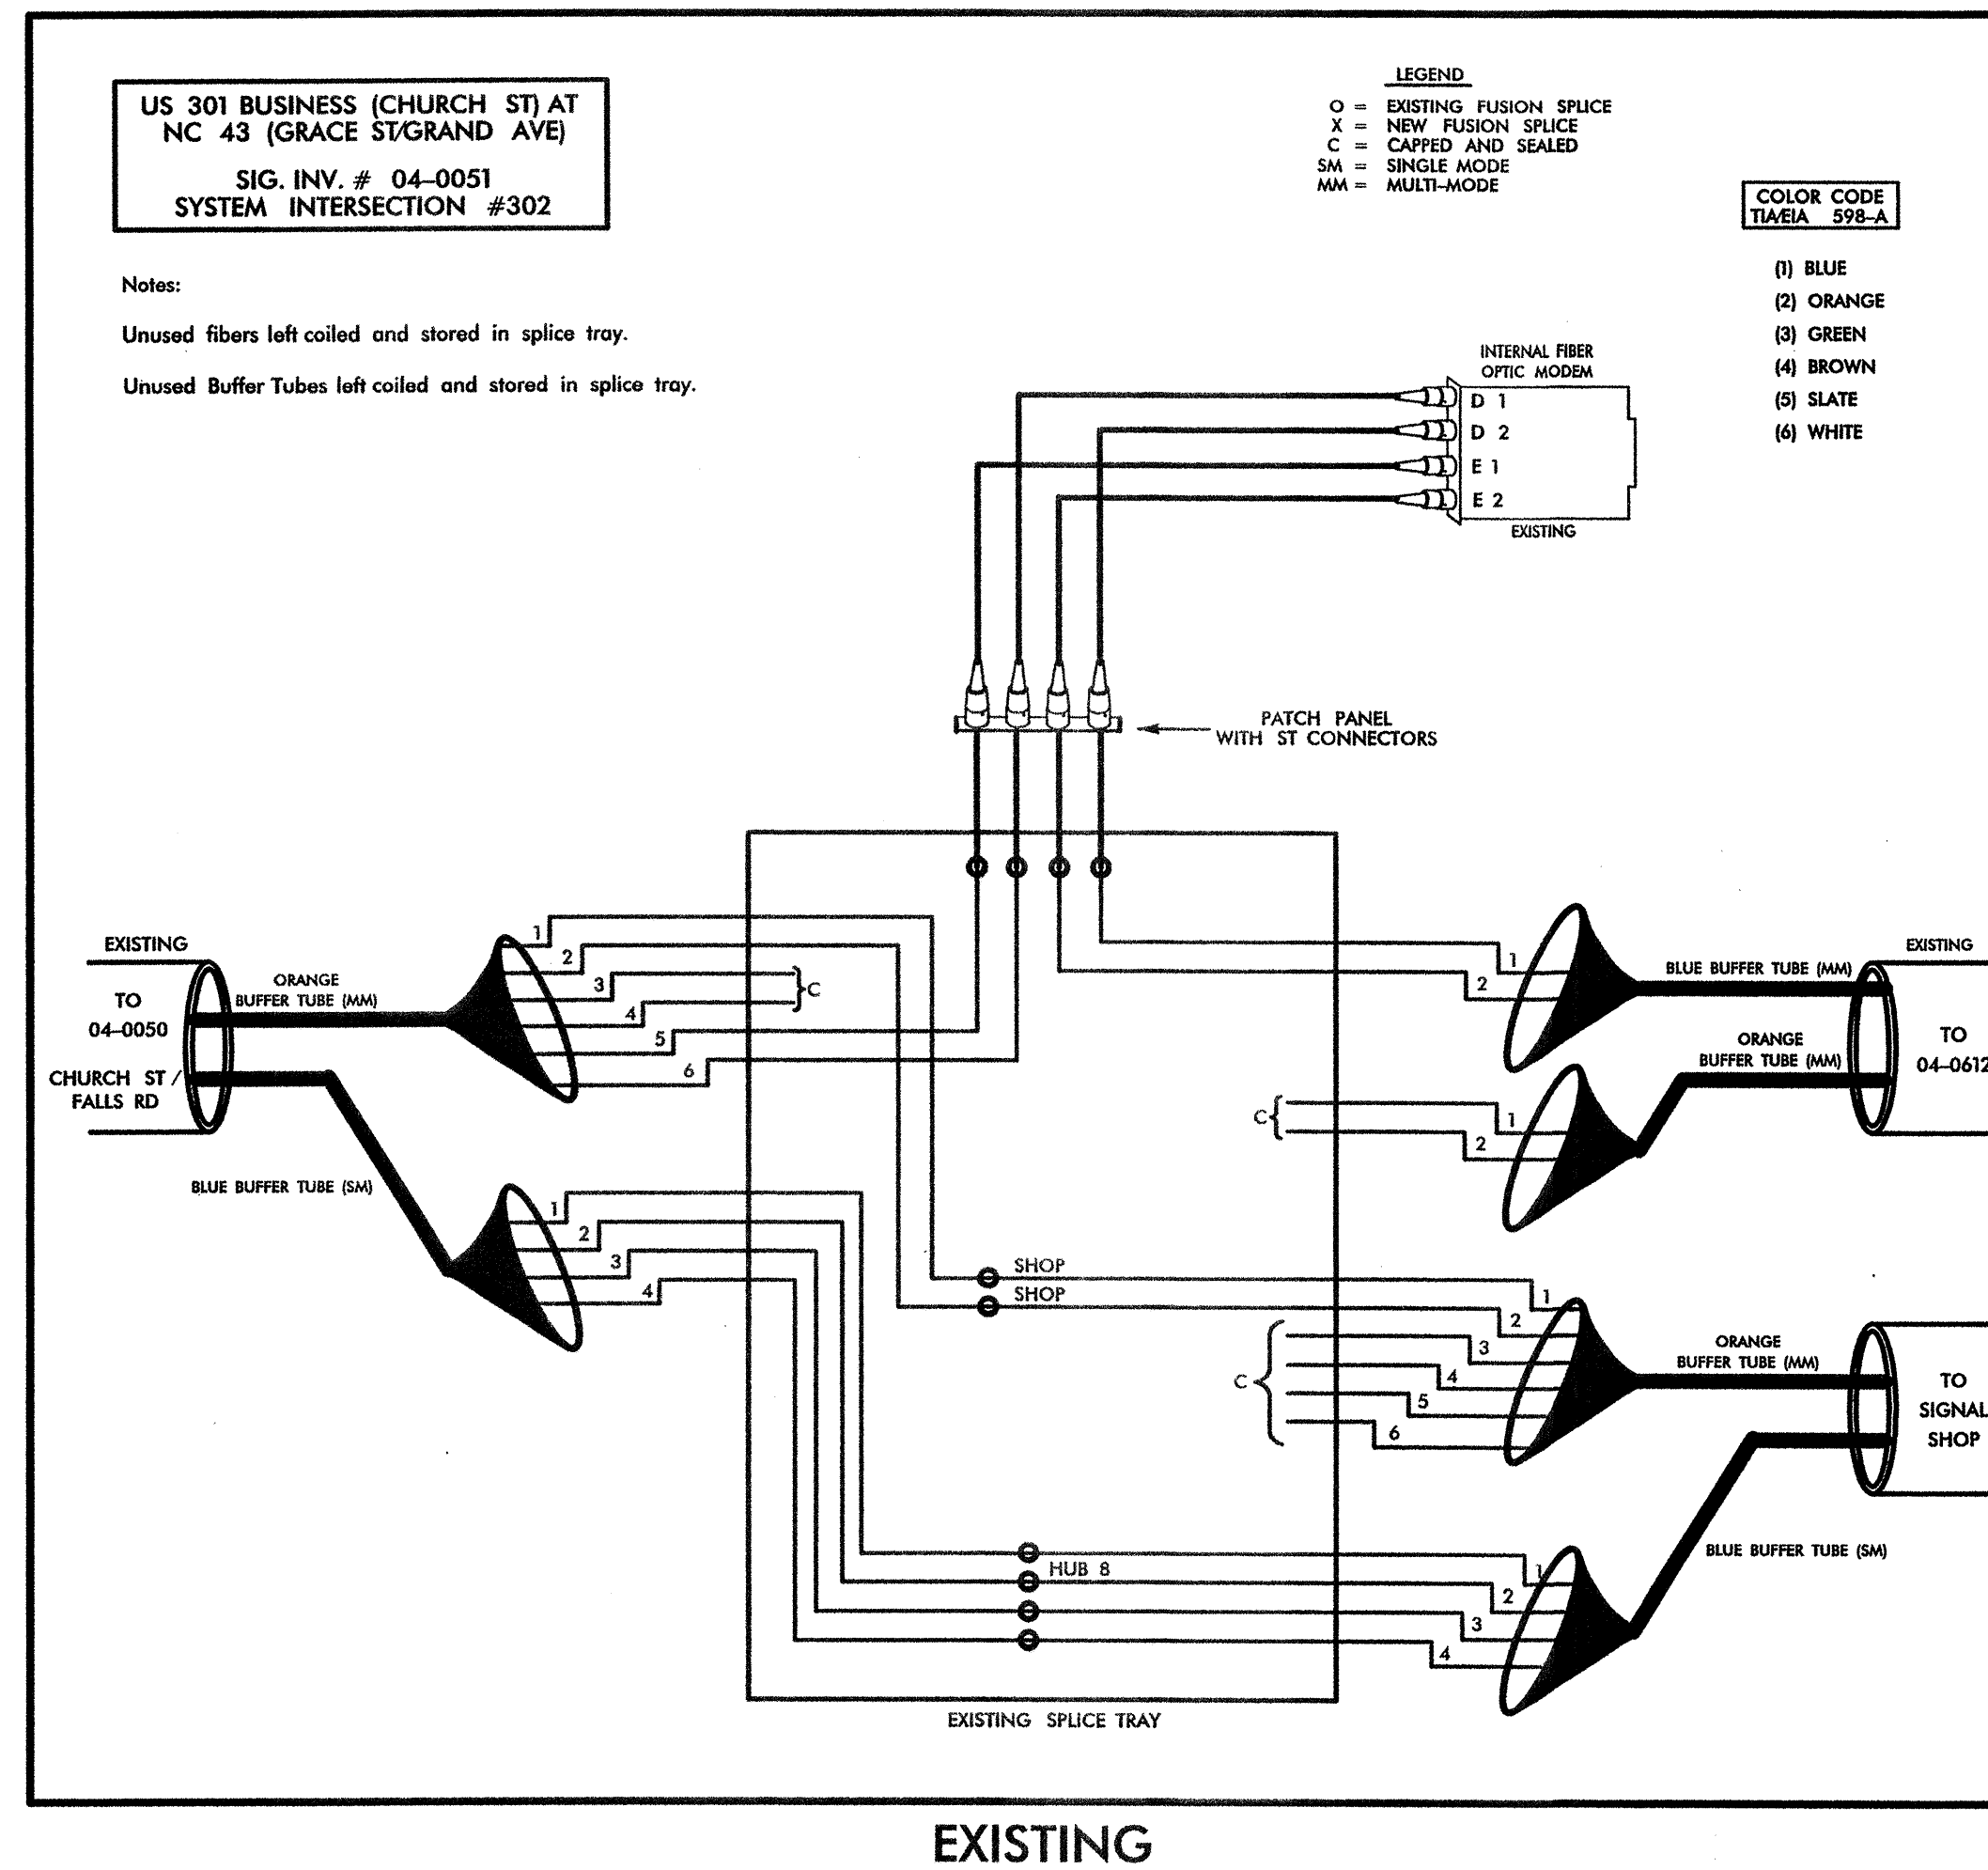 US 301 BUSINESS (CHURCH ST) AT
NC 43 (GRACE ST/GRAND AVE)
SIG. INV. # 04-0051
SYSTEM INTERSECTION #302
LEGEND
O = EXISTING FUSION SPLICE
X = NEW FUSION SPLICE
C = CAPPED AND SEALED
SM = SINGLE MODE
MM = MULTI-MODE
COLOR CODE
TIA/EIA 598-A
(1) BLUE
(2) ORANGE
(3) GREEN
(4) BROWN
(5) SLATE
(6) WHITE
Notes:
Unused fibers left coiled and stored in splice tray.
Unused Buffer Tubes left coiled and stored in splice tray.
INTERNAL FIBER
OPTIC MODEM
D 1
D 2
E 1
E 2
EXISTING
PATCH PANEL
WITH ST CONNECTORS
EXISTING
TO
04-0050
CHURCH ST /
FALLS RD
ORANGE
BUFFER TUBE (MM)
1
2
3
4
5
6
C
BLUE BUFFER TUBE (SM)
1
2
3
4
1
2
BLUE BUFFER TUBE (MM)
EXISTING
TO
04-0612
ORANGE
BUFFER TUBE (MM)
C
1
2
SHOP
SHOP
1
2
3
4
5
6
C
ORANGE
BUFFER TUBE (MM)
TO
SIGNAL
SHOP
HUB 8
1
2
3
4
BLUE BUFFER TUBE (SM)
EXISTING SPLICE TRAY
EXISTING